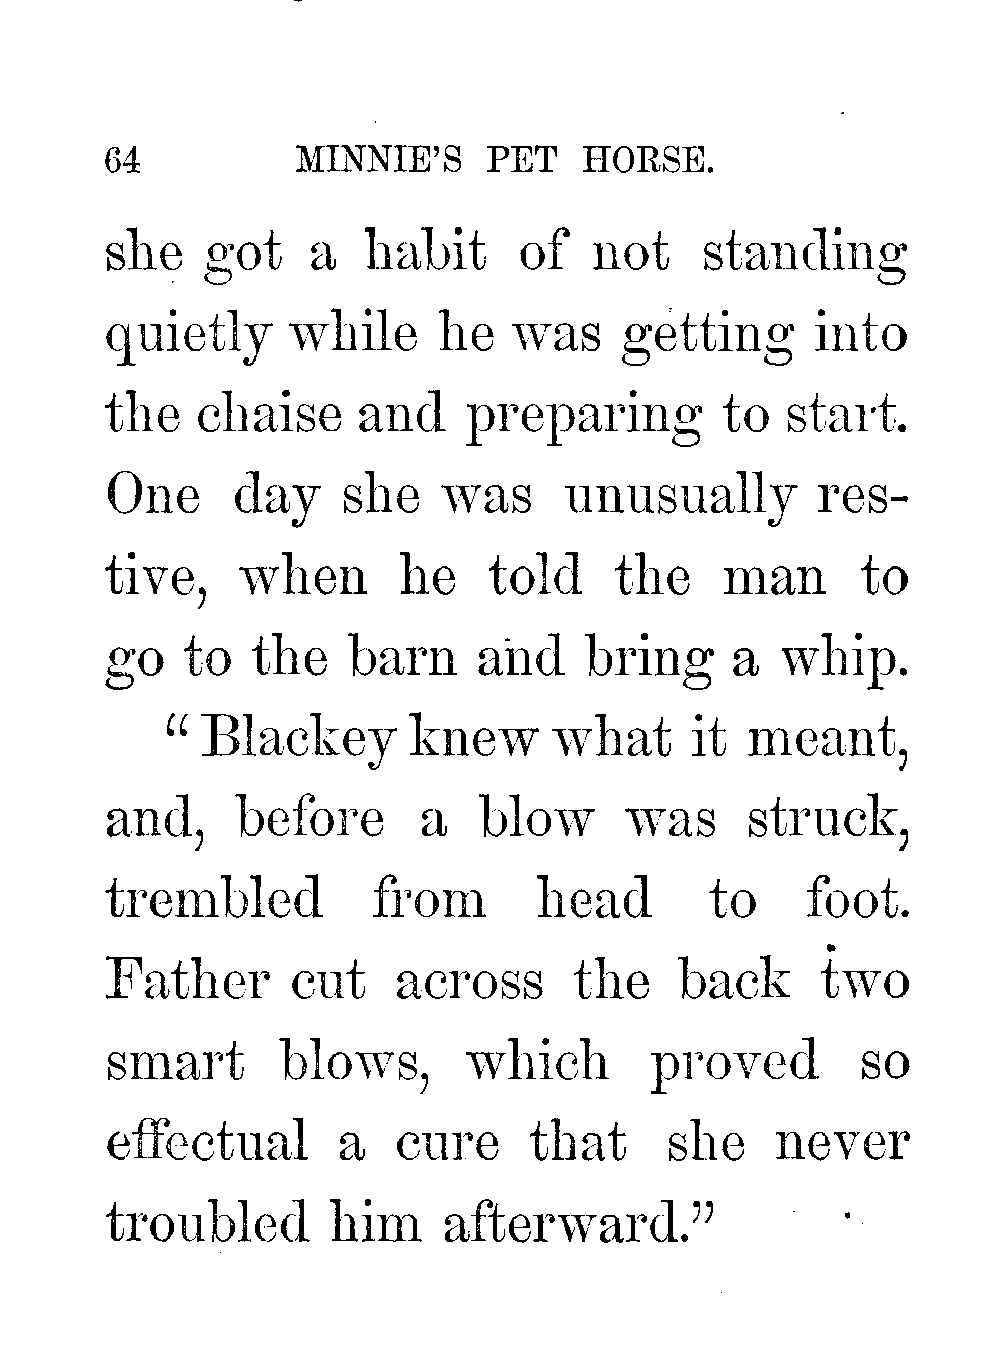 64 MINNIE'S PET HORSE.
she got a habit of not standing
quietly while he was getting into
the chaise and preparing to start.
One day she was unusually res-
tive, when he told the man to
go to the barn and bring a whip.
"Blackey knew what it meant,
and, before a blow was struck,
trembled from head to foot.
Father cut across the back two
smart blows, which proved so
effectual a cure that she never
troubled him afterward."